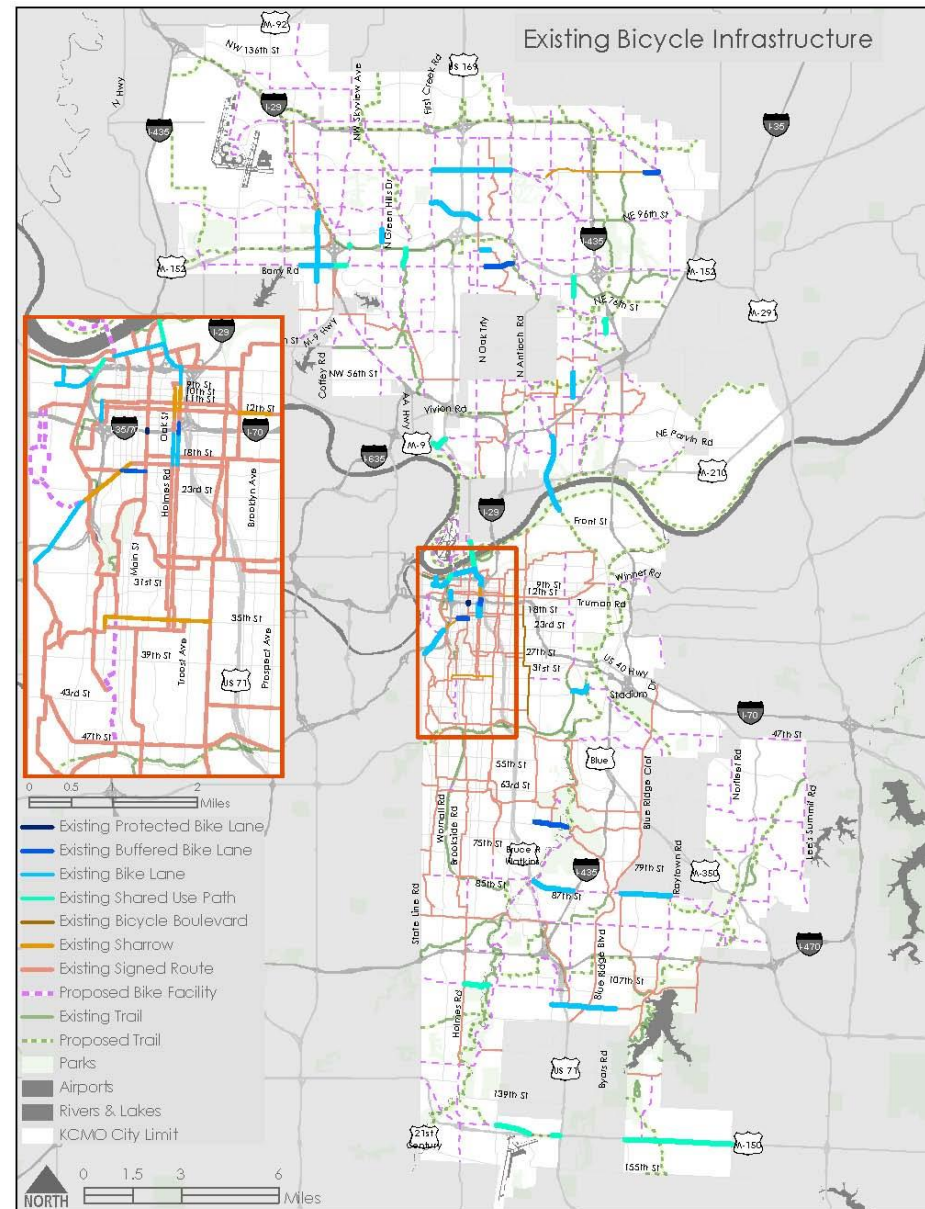 Existing Bicycle Infrastructure
M-92
NW 136th St
N Hwy
NW Skyview Ave
First Creek Rd
US 169
I-29
I-435
I-35
N Green Hills Dr
NE 96th St
I-435
M-152
Barry Rd
M-152
NE 76th St
M-291
N Oak Trfy
N Antioch Rd
M-9 Hwy
NW 56th St
Coffey Rd
AA Hwy
Vivion Rd
M-9
NE Parvin Rd
I-635
M-210
I-29
Front St
Winner Rd
9th St
12th St
Truman Rd
18th St
23rd St
27th St
31st St
US 40 Hwy
Stadium Dr
I-70
47th St
Blue
55th St
63rd St
Wornall Rd
Brookside Rd
Noland Rd
Lee's Summit Rd
75th St
Bruce R
Watkins
I-435
79th St
Raytown Rd
M-350
85th St
87th St
State Line Rd
I-470
Blue Ridge Blvd
107th St
Holmes Rd
US 71
Byars Rd
139th St
21st
Century
M-150
155th St
I-29
9th St
10th St
11th St
12th St
Oak St
I-35/70
I-70
18th St
Holmes Rd
23rd St
Brooklyn Ave
Main St
31st St
35th St
39th St
Troost Ave
Prospect Ave
US 71
43rd St
47th St
0 0.5 1 2
Miles
Existing Protected Bike Lane
Existing Buffered Bike Lane
Existing Bike Lane
Existing Shared Use Path
Existing Bicycle Boulevard
Existing Sharrow
Existing Signed Route
Proposed Bike Facility
Existing Trail
Proposed Trail
Parks
Airports
Rivers & Lakes
KCMO City Limit
NORTH
0 1.5 3 6
Miles